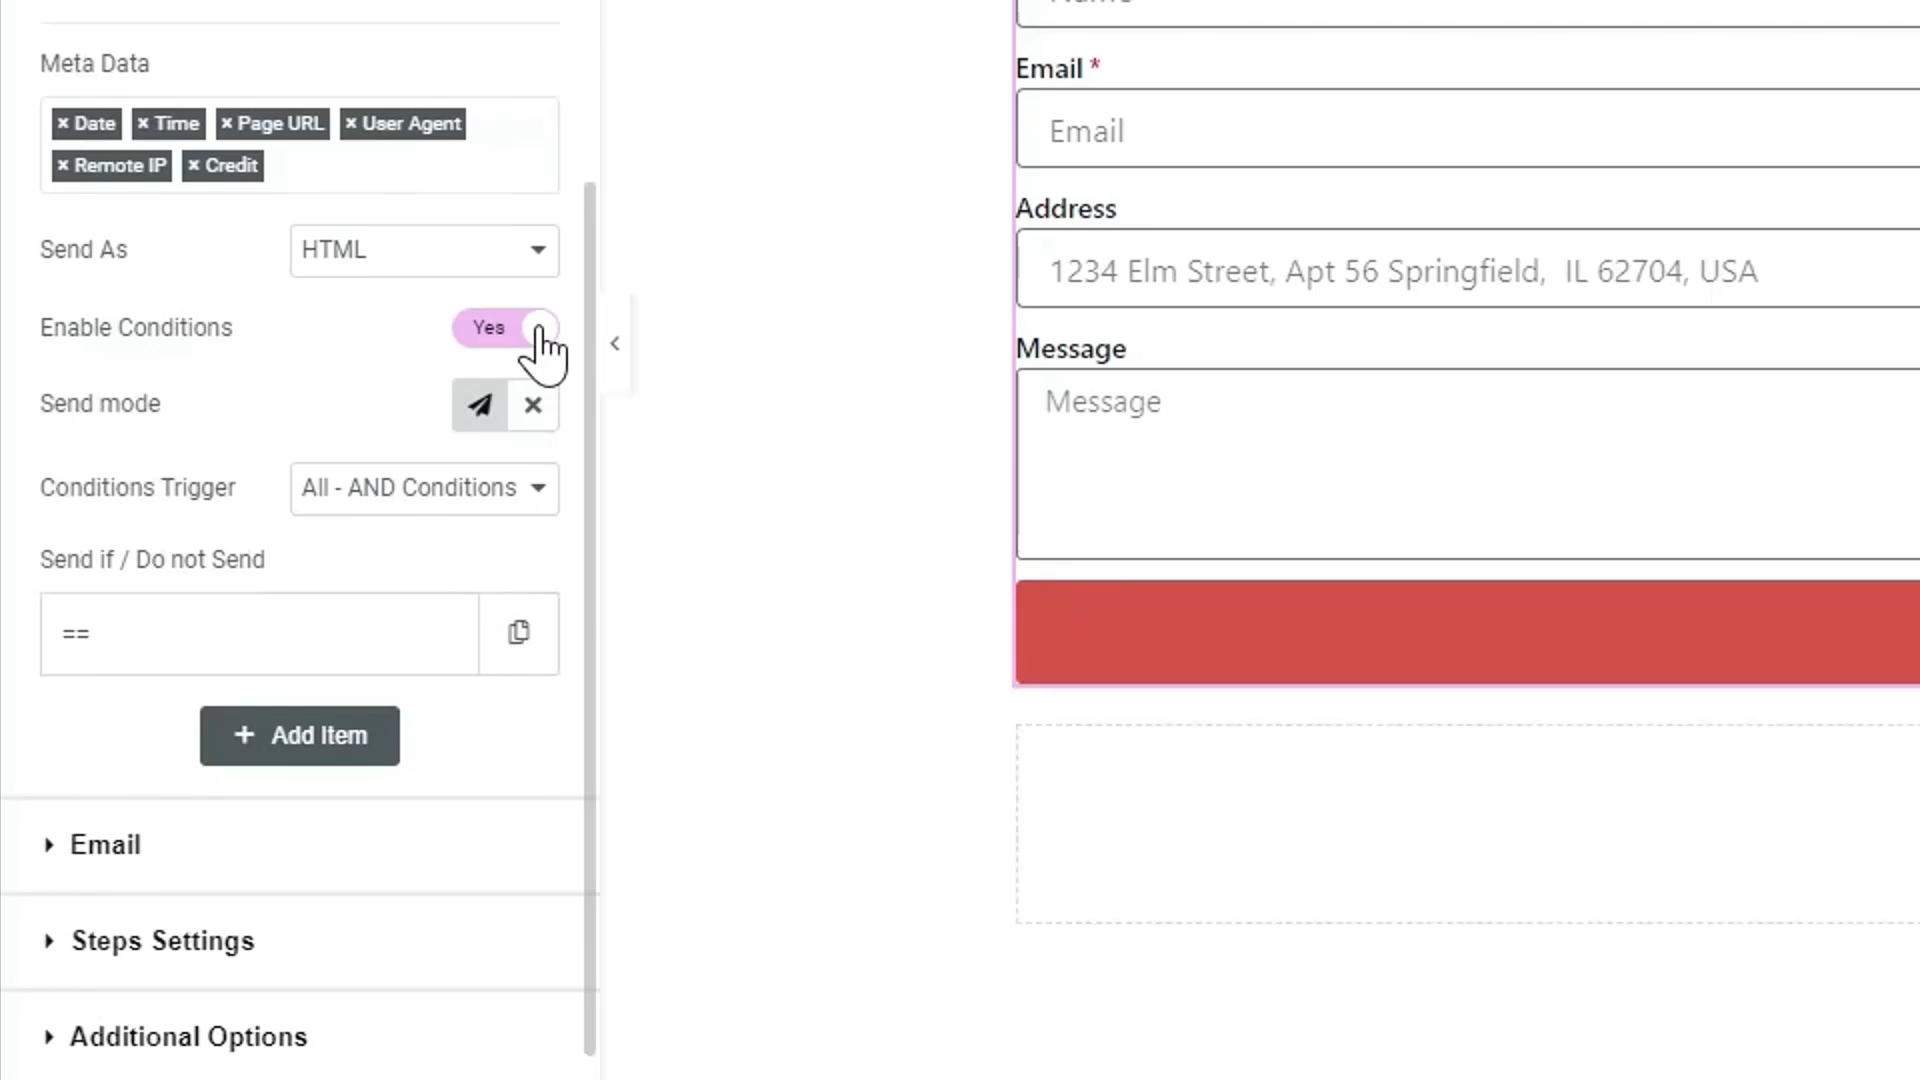 Meta Data
× Date × Time × Page URL × User Agent
× Remote IP × Credit
Send As HTML
Enable Conditions Yes
Send mode
Conditions Trigger All - AND Conditions
Send if / Do not Send
==
+ Add Item
Email
Steps Settings
Additional Options
Email *
Email
Address
1234 Elm Street, Apt 56 Springfield, IL 62704, USA
Message
Message